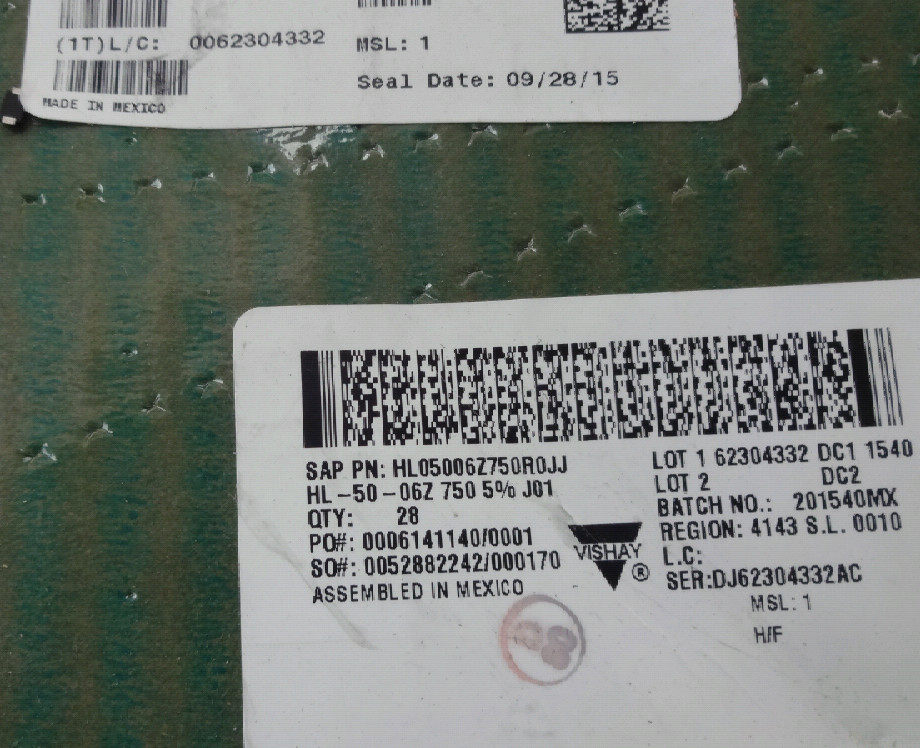 (1T)L/C: 0062304332
MSL: 1
Seal Date: 09/28/15
MADE IN MEXICO
SAP PN: HL05006Z750R0JJ
HL -50 -06Z 750 5% J01
QTY: 28
PO#: 0006141140/0001
SO#: 0052882242/000170
ASSEMBLED IN MEXICO
VISHAY
®
LOT 1 62304332 DC1 1540
LOT 2 DC2
BATCH NO.: 201540MX
REGION: 4143 S.L. 0010
L.C:
SER:DJ62304332AC
MSL: 1
H/F